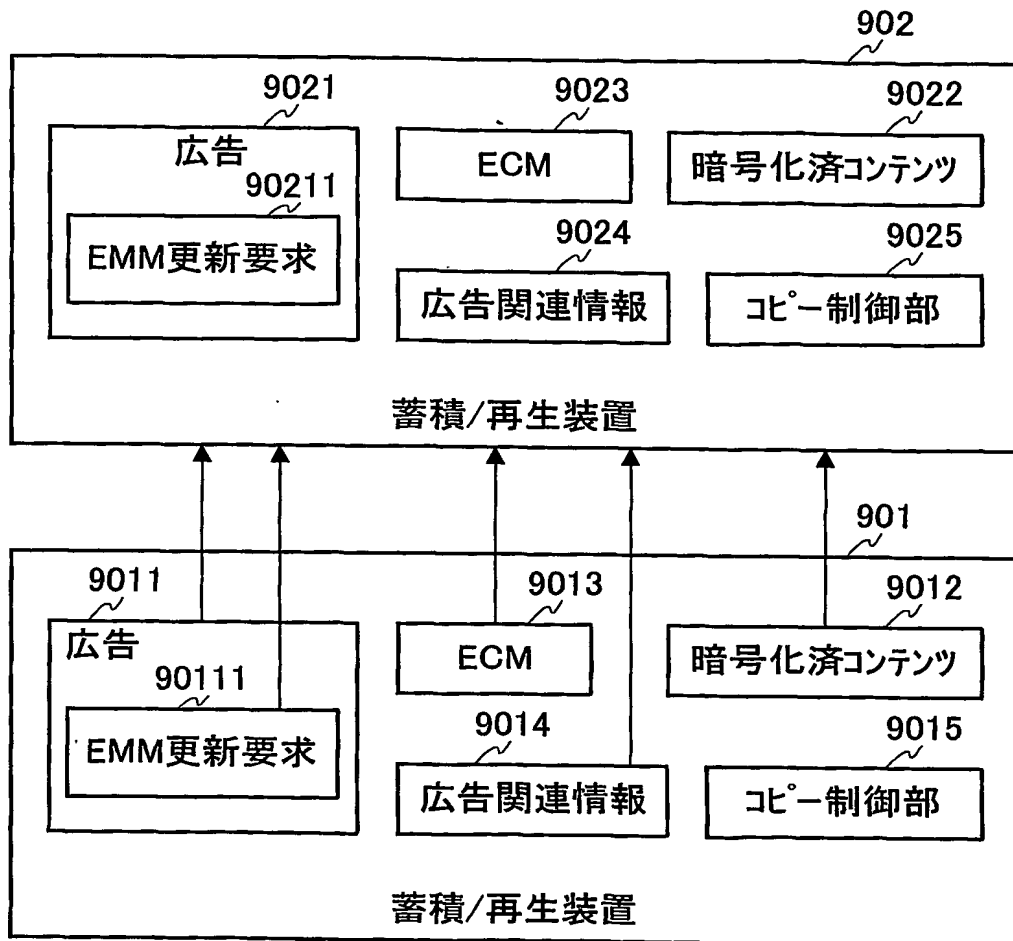 902
9021
9023
9022
広告
ECM
暗号化済コンテンツ
90211
EMM更新要求
9024
9025
広告関連情報
コピー制御部
蓄積/再生装置
901
9011
9013
9012
広告
ECM
暗号化済コンテンツ
90111
EMM更新要求
9014
9015
広告関連情報
コピー制御部
蓄積/再生装置